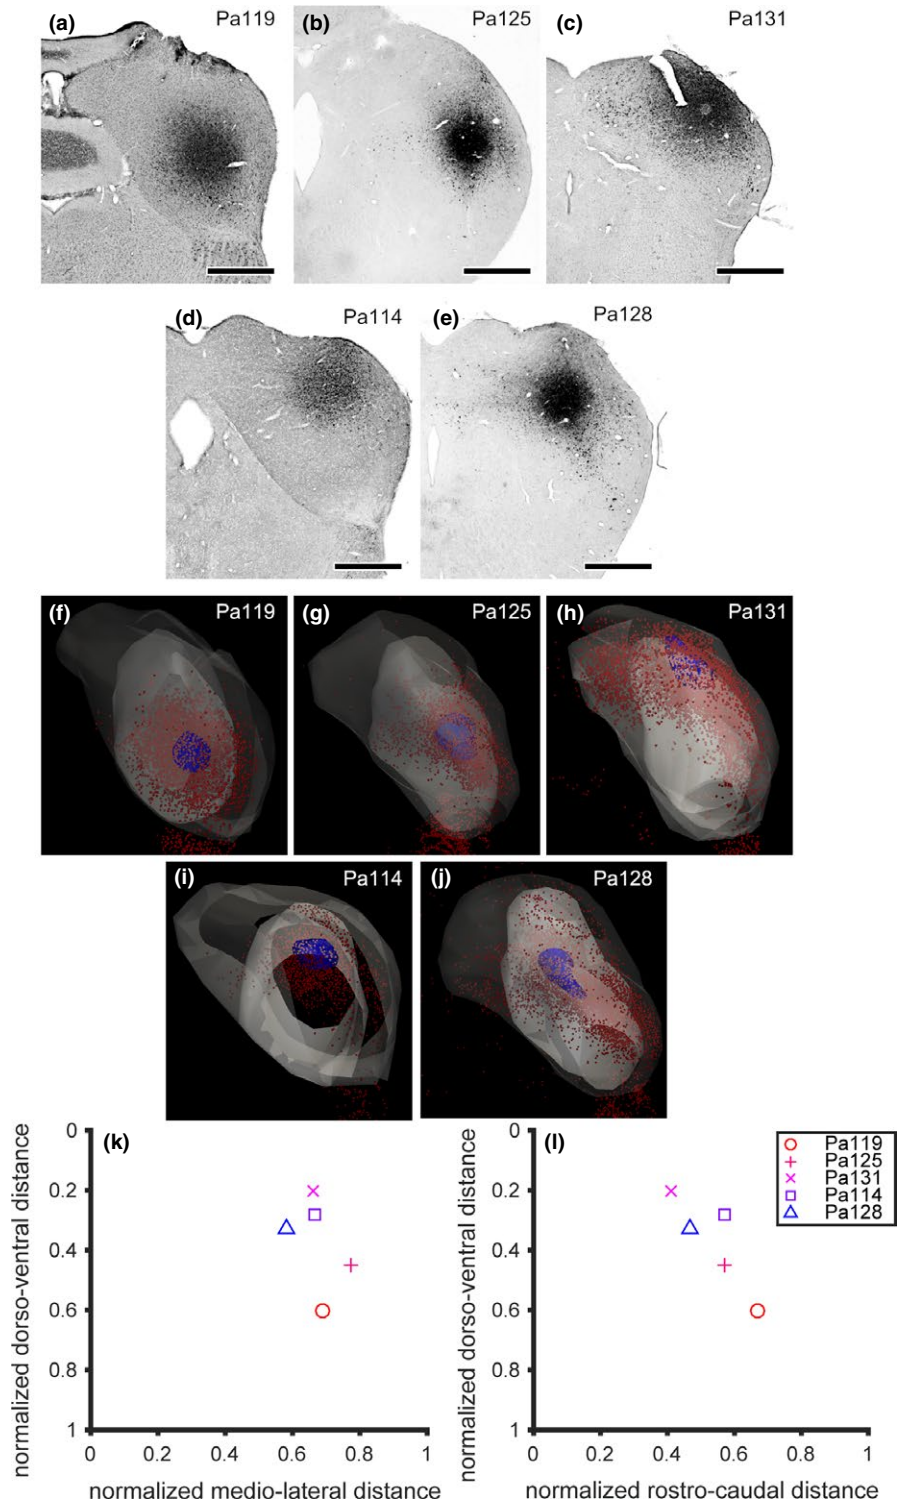 (a) Pa119
(b) Pa125
(c) Pa131
(d) Pa114
(e) Pa128
(f) Pa119
(g) Pa125
(h) Pa131
(i) Pa114
(j) Pa128
(k)
normalized dorso-ventral distance
0
0.2
0.4
0.6
0.8
1
0 0.2 0.4 0.6 0.8 1
normalized medio-lateral distance
(l)
normalized dorso-ventral distance
0
0.2
0.4
0.6
0.8
1
0 0.2 0.4 0.6 0.8 1
normalized rostro-caudal distance
Pa119
Pa125
Pa131
Pa114
Pa128